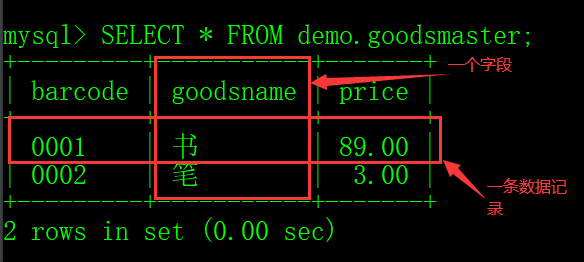 mysql> SELECT * FROM demo.goodsmaster;
一个字段
| barcode | goodsname | price |
| 0001 | 书 | 89.00 |
| 0002 | 笔 | 3.00 |
一条数据记
录
2 rows in set (0.00 sec)